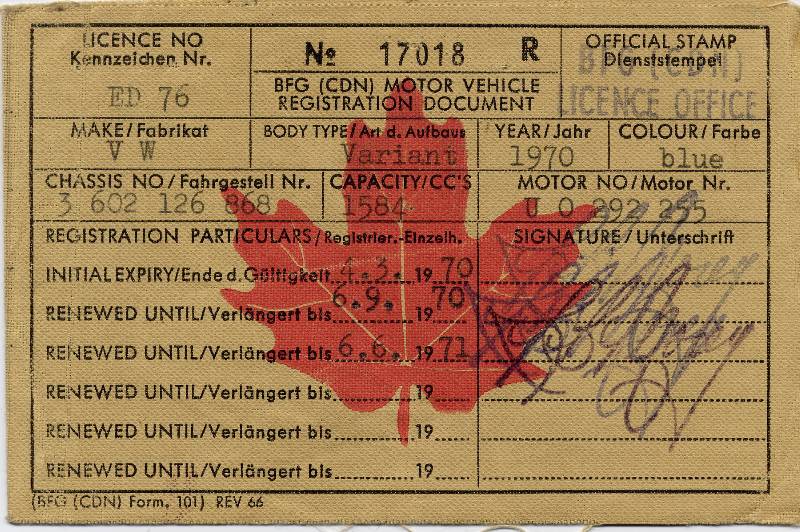 LICENCE NO
Kennzeichen Nr.
ED 76
№ 17018 R
BFG (CDN) MOTOR VEHICLE
REGISTRATION DOCUMENT
OFFICIAL STAMP
Dienststempel
BFG (CDN)
LICENCE OFFICE
MAKE/Fabrikat
V W
BODY TYPE/Art d. Aufbaus
Variant
YEAR/Jahr
1970
COLOUR/Farbe
blue
CHASSIS NO/Fahrgestell Nr.
3 602 126 868
CAPACITY/CC'S
1584
MOTOR NO/Motor Nr.
U 0 292 255
REGISTRATION PARTICULARS/Registrier.-Einzelh.
SIGNATURE/Unterschrift
INITIAL EXPIRY/Ende d. Gültigkeit 4.3. 19 70
RENEWED UNTIL/Verlängert bis 6.9. 19 70
RENEWED UNTIL/Verlängert bis 6.6. 19 71
RENEWED UNTIL/Verlängert bis 19
RENEWED UNTIL/Verlängert bis 19
RENEWED UNTIL/Verlängert bis 19
(BFG (CDN) Form. 101) REV 66